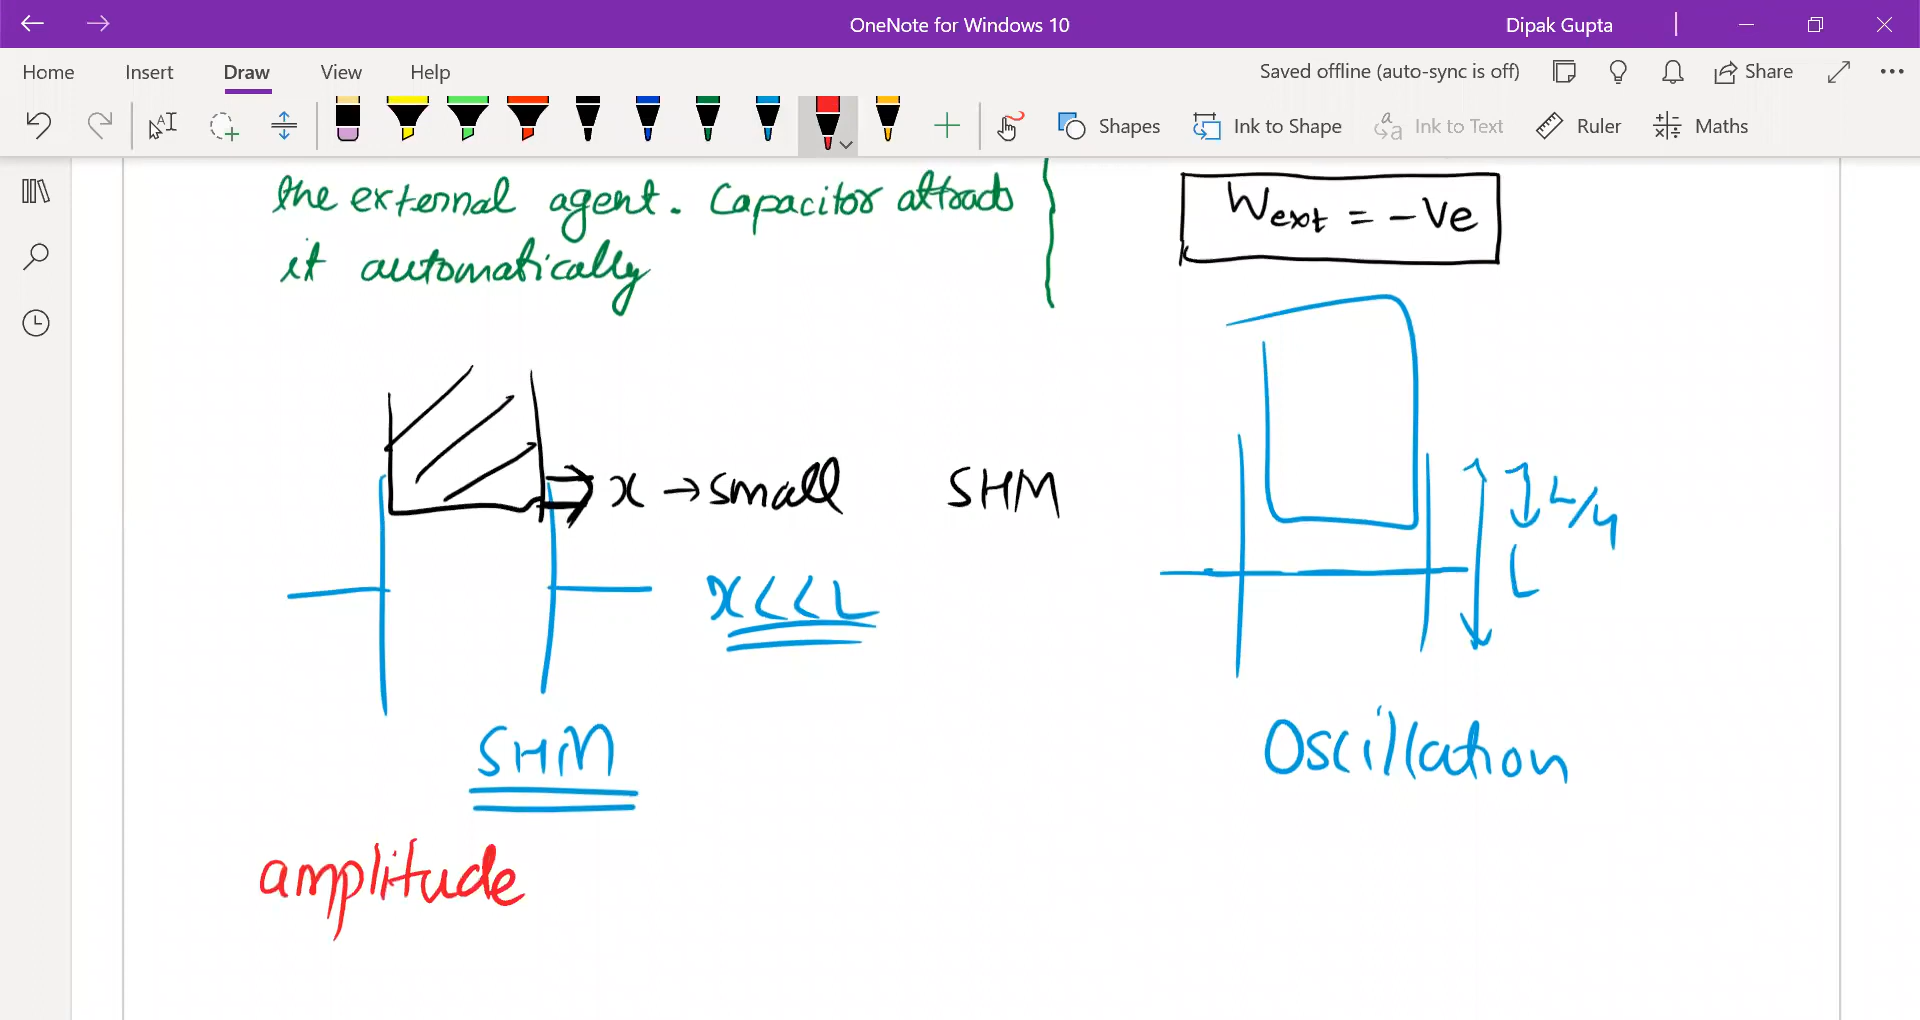 OneNote for Windows 10
Dipak Gupta
Home Insert Draw View Help
Saved offline (auto-sync is off)
Share
Shapes
Ink to Shape
Ink to Text
Ruler
Maths
the external agent. Capacitor attracts
it automatically
Wext = -ve
x → small
SHM
x<<L
L/4
L
SHM
Oscillation
amplitude